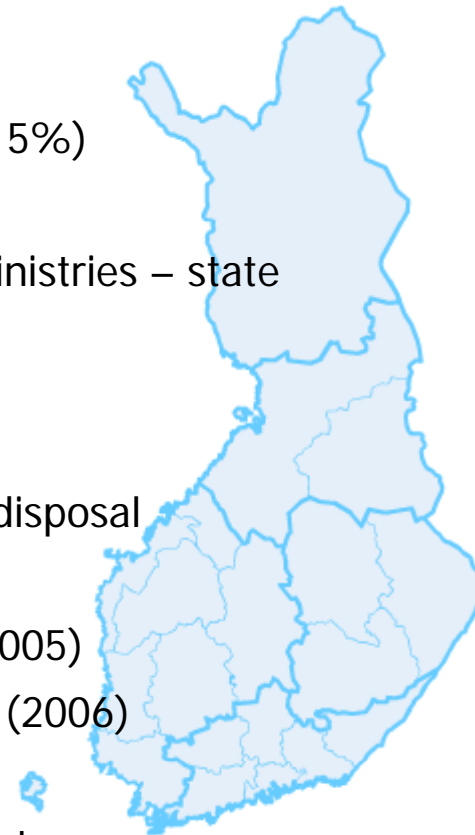 5%)
inistries – state
disposal
005)
(2006)